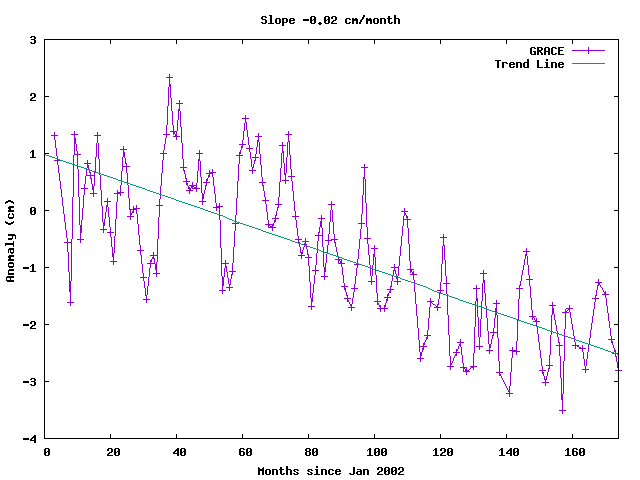 Slope -0.02 cm/month
GRACE
Trend Line
3
2
1
0
-1
-2
-3
-4
Anomaly (cm)
0 20 40 60 80 100 120 140 160
Months since Jan 2002